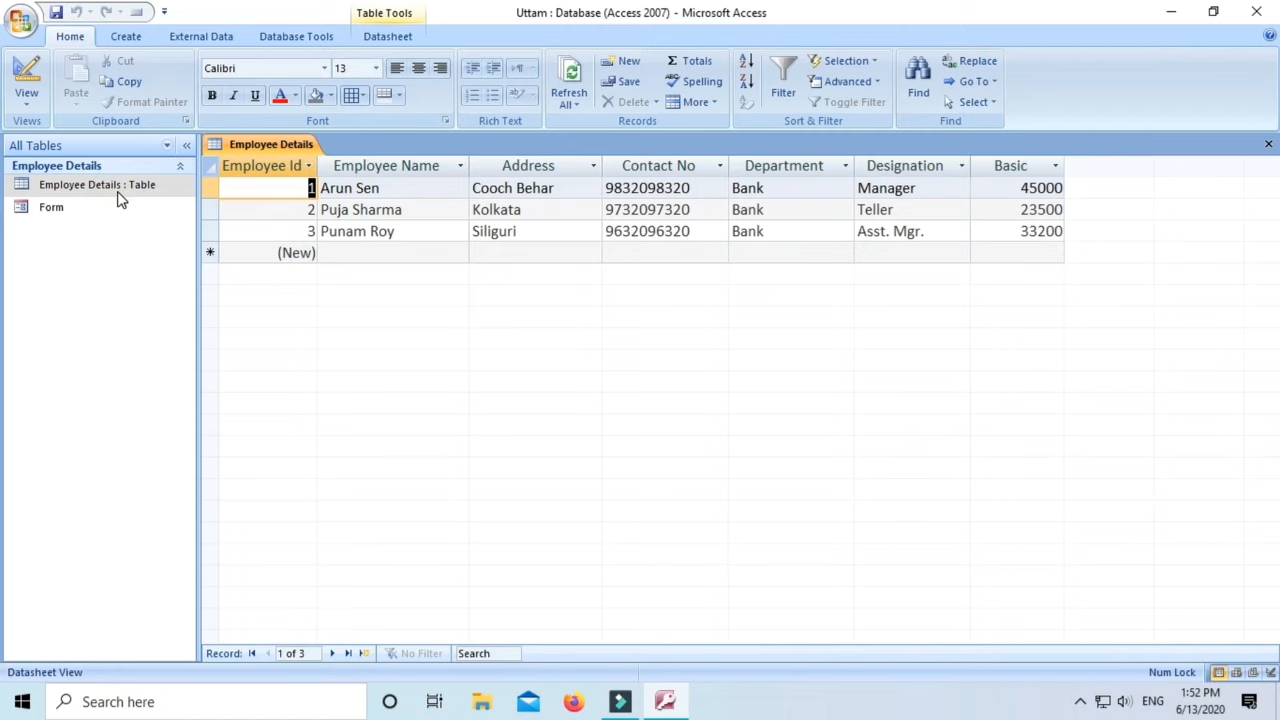 Table Tools
Uttam : Database (Access 2007) - Microsoft Access
Home Create External Data Database Tools Datasheet
View
Views
Paste
Cut
Copy
Format Painter
Clipboard
Calibri 13
B I U A
Font
Rich Text
Refresh All
New
Save
Delete
Totals
Spelling
More
Records
Filter
Selection
Advanced
Toggle Filter
Sort & Filter
Find
Replace
Go To
Select
Find
All Tables
Employee Details
Employee Details : Table
Form
Employee Details
Employee Id Employee Name Address Contact No Department Designation Basic
1 Arun Sen Cooch Behar 9832098320 Bank Manager 45000
2 Puja Sharma Kolkata 9732097320 Bank Teller 23500
3 Punam Roy Siliguri 9632096320 Bank Asst. Mgr. 33200
(New)
Record: 1 of 3 No Filter Search
Datasheet View
Num Lock
Search here
ENG
1:52 PM
6/13/2020